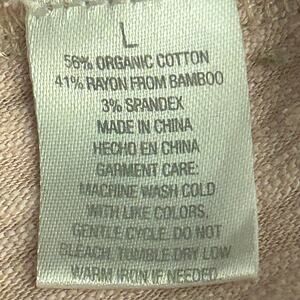 L
56% ORGANIC COTTON
41% RAYON FROM BAMBOO
3% SPANDEX
MADE IN CHINA
HECHO EN CHINA
GARMENT CARE:
MACHINE WASH COLD
WITH LIKE COLORS,
GENTLE CYCLE. DO NOT
BLEACH. TUMBLE DRY LOW
WARM IRON IF NEEDED.